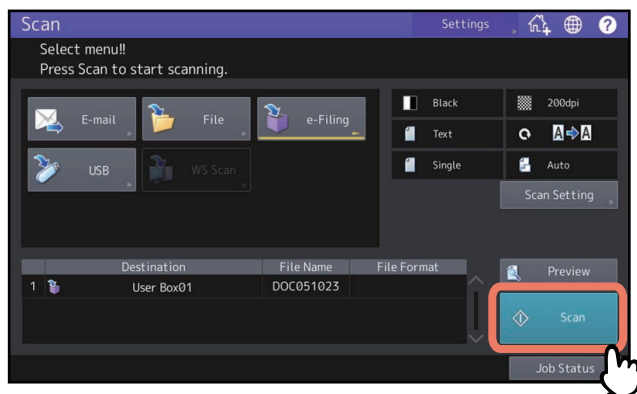 Scan
Settings
?
Select menu!!
Press Scan to start scanning.
E-mail
File
e-Filing
USB
WS Scan
Black
200dpi
Text
A A
Single
Auto
Scan Setting
Destination File Name File Format
1 User Box01 DOC051023
Preview
Scan
Job Status